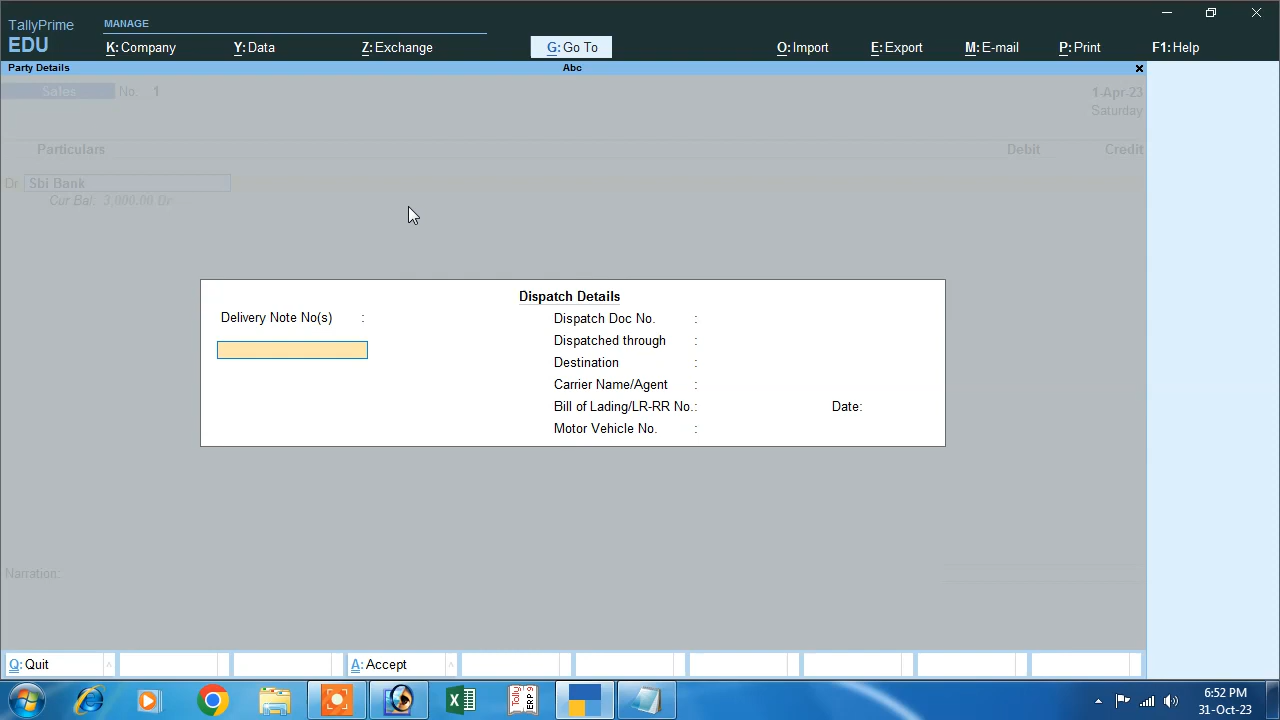 TallyPrime
EDU
MANAGE
K: Company
Y: Data
Z: Exchange
G: Go To
O: Import
E: Export
M: E-mail
P: Print
F1: Help
Party Details
Abc
Sales No. 1
1-Apr-23
Saturday
Particulars Debit Credit
Dr Sbi Bank
Cur Bal: 3,000.00 Dr
Dispatch Details
Delivery Note No(s) :
Dispatch Doc No. :
Dispatched through :
Destination :
Carrier Name/Agent :
Bill of Lading/LR-RR No. : Date:
Motor Vehicle No. :
Narration:
Q: Quit
A: Accept
Tally
ERP 9
6:52 PM
31-Oct-23